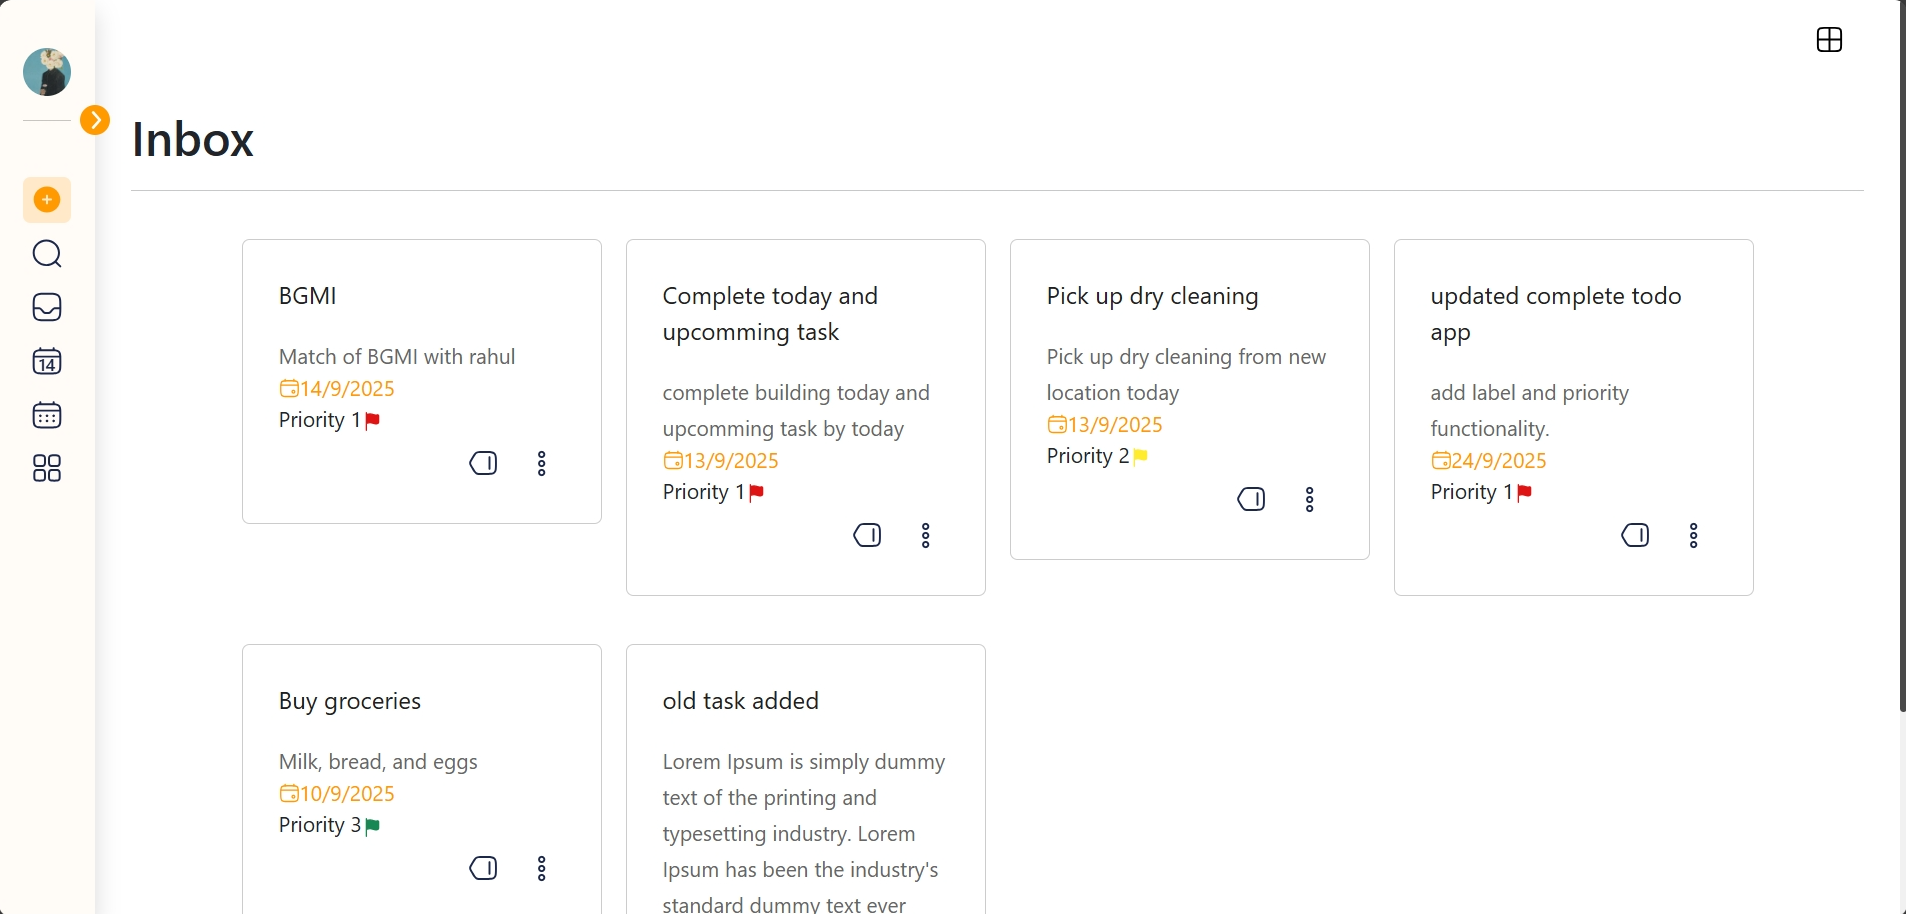 Inbox
14
BGMI
Match of BGMI with rahul
14/9/2025
Priority 1
Complete today and
upcomming task
complete building today and
upcomming task by today
13/9/2025
Priority 1
Pick up dry cleaning
Pick up dry cleaning from new
location today
13/9/2025
Priority 2
updated complete todo
app
add label and priority
functionality.
24/9/2025
Priority 1
Buy groceries
Milk, bread, and eggs
10/9/2025
Priority 3
old task added
Lorem Ipsum is simply dummy
text of the printing and
typesetting industry. Lorem
Ipsum has been the industry's
standard dummy text ever